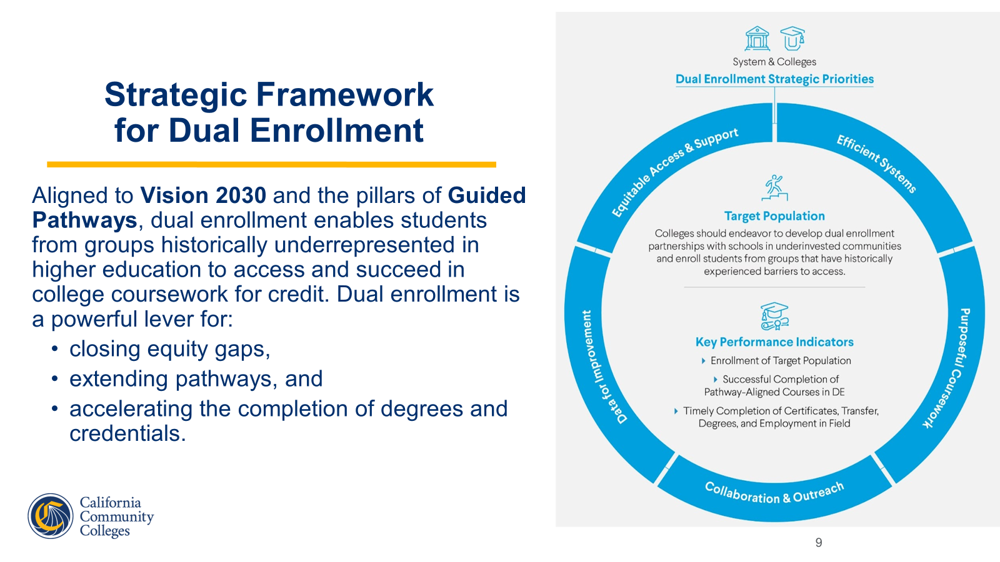 Strategic Framework
for Dual Enrollment
Aligned to Vision 2030 and the pillars of Guided
Pathways, dual enrollment enables students
from groups historically underrepresented in
higher education to access and succeed in
college coursework for credit. Dual enrollment is
a powerful lever for:
• closing equity gaps,
• extending pathways, and
• accelerating the completion of degrees and
credentials.
California
Community
Colleges
System & Colleges
Dual Enrollment Strategic Priorities
Equitable Access & Support
Efficient Systems
Purposeful Coursework
Collaboration & Outreach
Data for Improvement
Target Population
Colleges should endeavor to develop dual enrollment
partnerships with schools in underinvested communities
and enroll students from groups that have historically
experienced barriers to access.
Key Performance Indicators
Enrollment of Target Population
Successful Completion of
Pathway-Aligned Courses in DE
Timely Completion of Certificates, Transfer,
Degrees, and Employment in Field
9